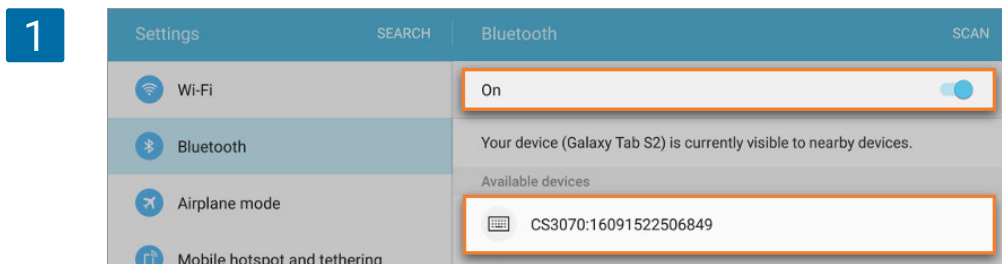 1
Settings SEARCH
Bluetooth SCAN
Wi-Fi
On
Bluetooth
Your device (Galaxy Tab S2) is currently visible to nearby devices.
Available devices
Airplane mode
CS3070:16091522506849
Mobile hotspot and tethering